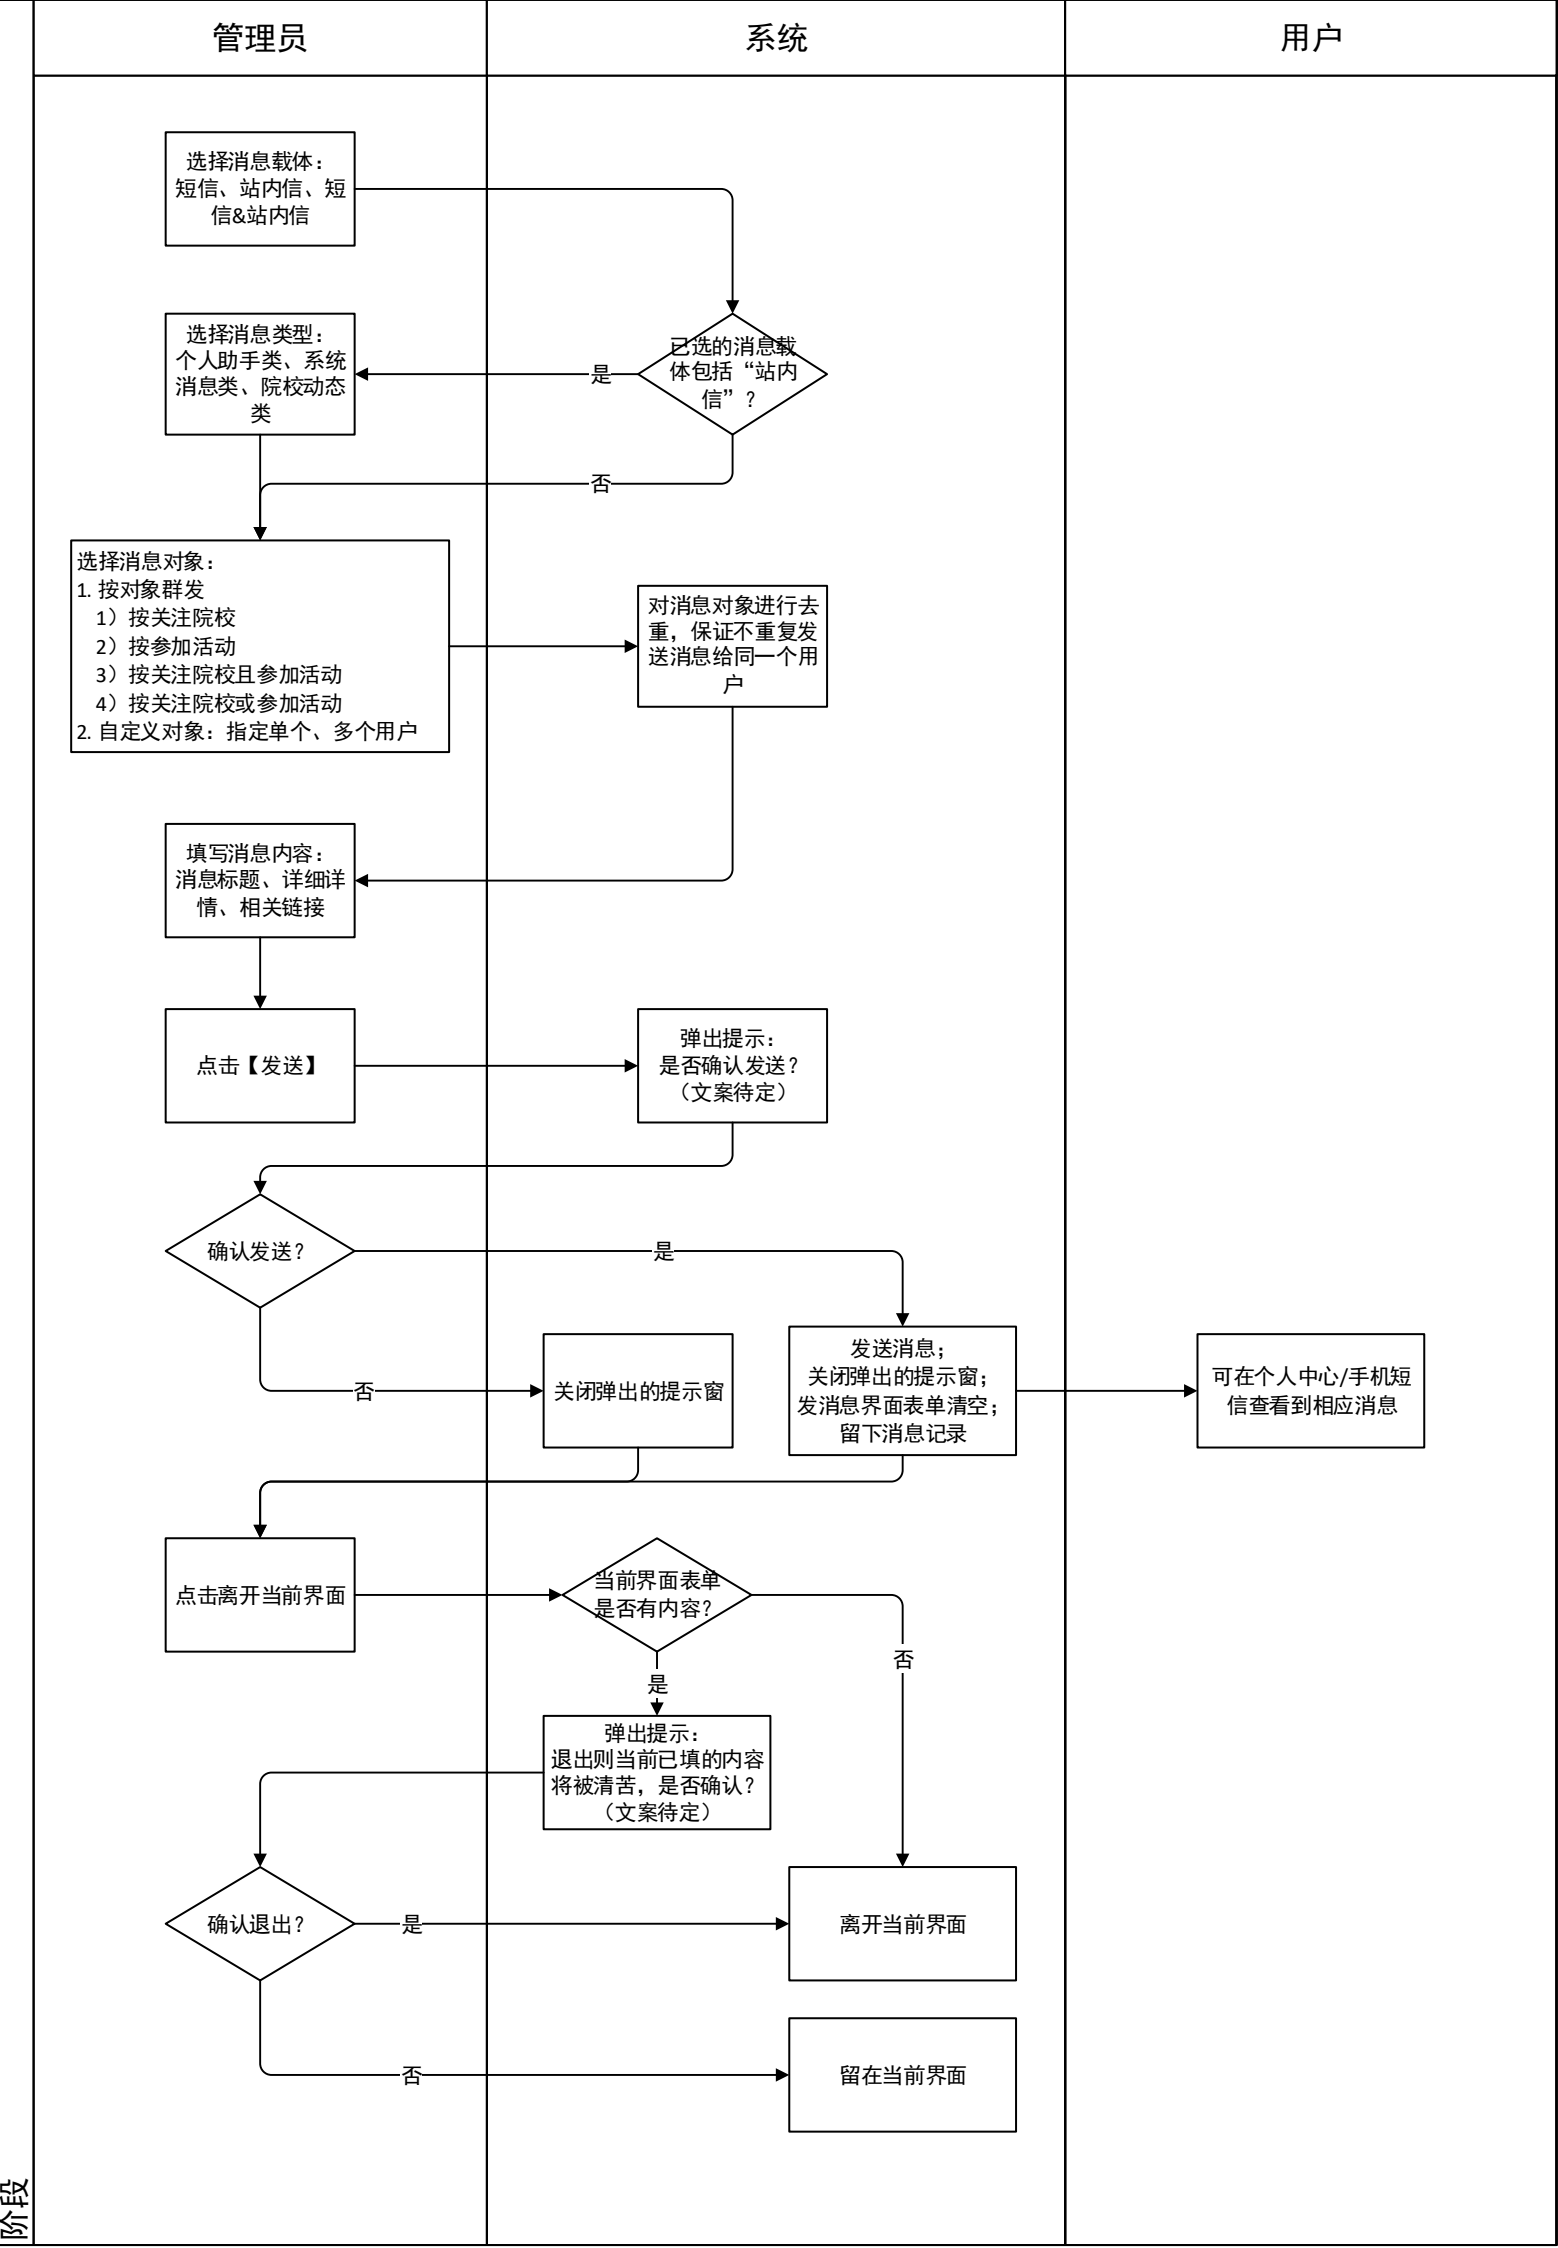 管理员
系统
用户
选择消息载体：
短信、站内信、短
信&站内信
选择消息类型：
个人助手类、系统
消息类、院校动态
类
已选的消息载
体包括“站内
信”？
是
否
选择消息对象：
1. 按对象群发
1）按关注院校
2）按参加活动
3）按关注院校且参加活动
4）按关注院校或参加活动
2. 自定义对象：指定单个、多个用户
对消息对象进行去
重，保证不重复发
送消息给同一个用
户
填写消息内容：
消息标题、详细详
情、相关链接
点击【发送】
弹出提示：
是否确认发送？
（文案待定）
确认发送？
是
否
关闭弹出的提示窗
发送消息；
关闭弹出的提示窗；
发消息界面表单清空；
留下消息记录
可在个人中心/手机短
信查看到相应消息
点击离开当前界面
当前界面表单
是否有内容？
否
是
弹出提示：
退出则当前已填的内容
将被清苦，是否确认？
（文案待定）
确认退出？
是
离开当前界面
否
留在当前界面
阶段